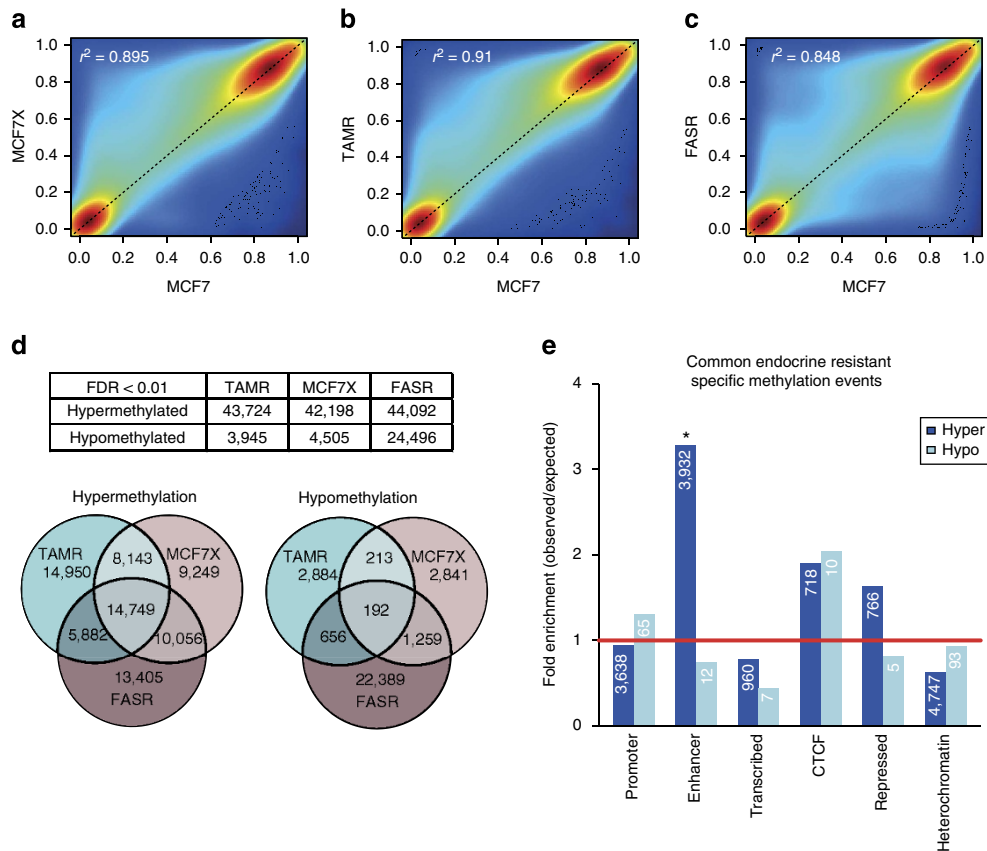 a
r² = 0.895
1.0
0.8
0.6
0.4
0.2
0.0
MCF7X
0.0 0.2 0.4 0.6 0.8 1.0
MCF7
b
r² = 0.91
1.0
0.8
0.6
0.4
0.2
0.0
TAMR
0.0 0.2 0.4 0.6 0.8 1.0
MCF7
c
r² = 0.848
1.0
0.8
0.6
0.4
0.2
0.0
FASR
0.0 0.2 0.4 0.6 0.8 1.0
MCF7
d
FDR < 0.01 TAMR MCF7X FASR
Hypermethylated 43,724 42,198 44,092
Hypomethylated 3,945 4,505 24,496
Hypermethylation
TAMR
14,950
8,143
MCF7X
9,249
14,749
5,882
10,056
13,405
FASR
Hypomethylation
TAMR
2,884
213
MCF7X
2,841
192
656
1,259
22,389
FASR
e
Common endocrine resistant
specific methylation events
Fold enrichment (observed/expected)
4
3
2
1
0
Hyper
Hypo
*
3,638
65
3,932
12
960
7
718
10
766
5
4,747
93
Promoter
Enhancer
Transcribed
CTCF
Repressed
Heterochromatin